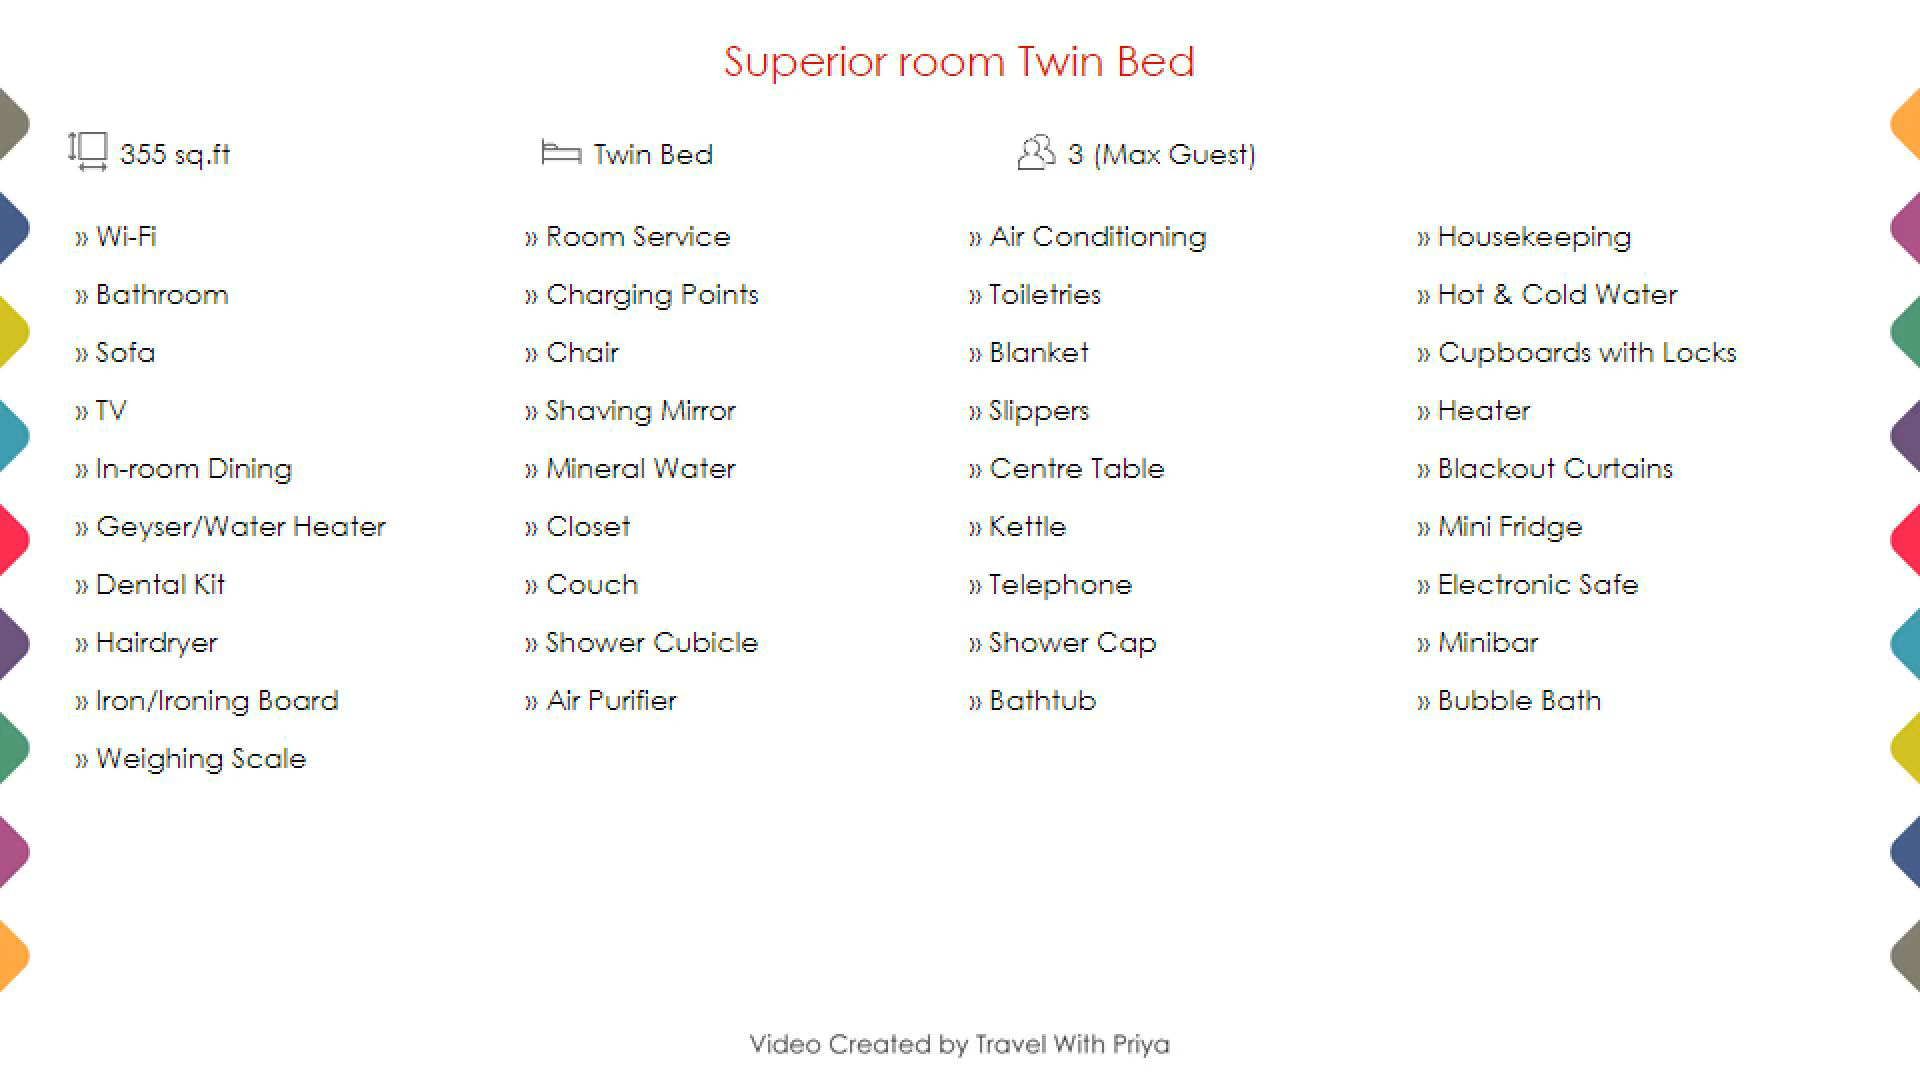 Superior room Twin Bed
355 sq.ft Twin Bed 3 (Max Guest)
» Wi-Fi » Room Service » Air Conditioning » Housekeeping
» Bathroom » Charging Points » Toiletries » Hot & Cold Water
» Sofa » Chair » Blanket » Cupboards with Locks
» TV » Shaving Mirror » Slippers » Heater
» In-room Dining » Mineral Water » Centre Table » Blackout Curtains
» Geyser/Water Heater » Closet » Kettle » Mini Fridge
» Dental Kit » Couch » Telephone » Electronic Safe
» Hairdryer » Shower Cubicle » Shower Cap » Minibar
» Iron/Ironing Board » Air Purifier » Bathtub » Bubble Bath
» Weighing Scale
Video Created by Travel With Priya